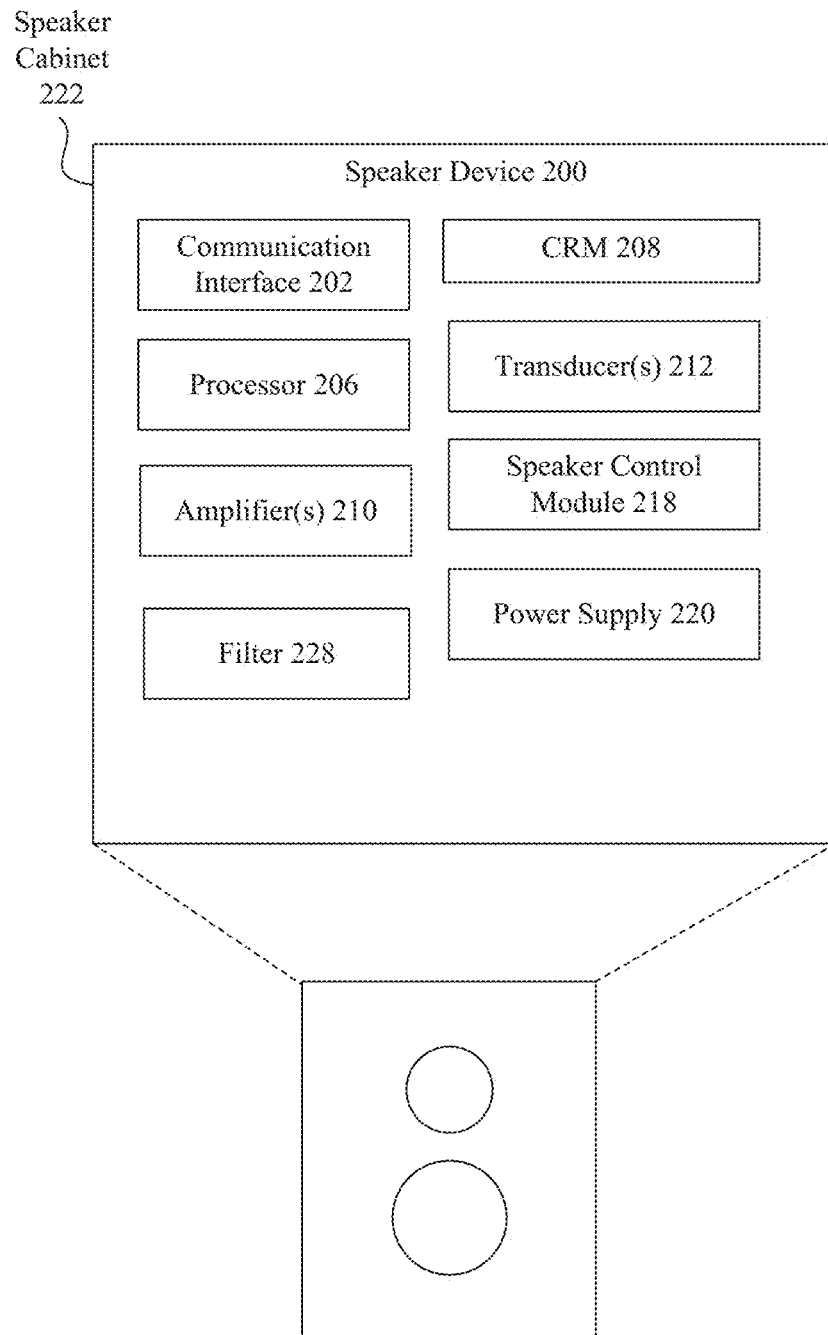 Speaker
Cabinet
222
Speaker Device 200
Communication
Interface 202
CRM 208
Processor 206
Transducer(s) 212
Amplifier(s) 210
Speaker Control
Module 218
Filter 228
Power Supply 220